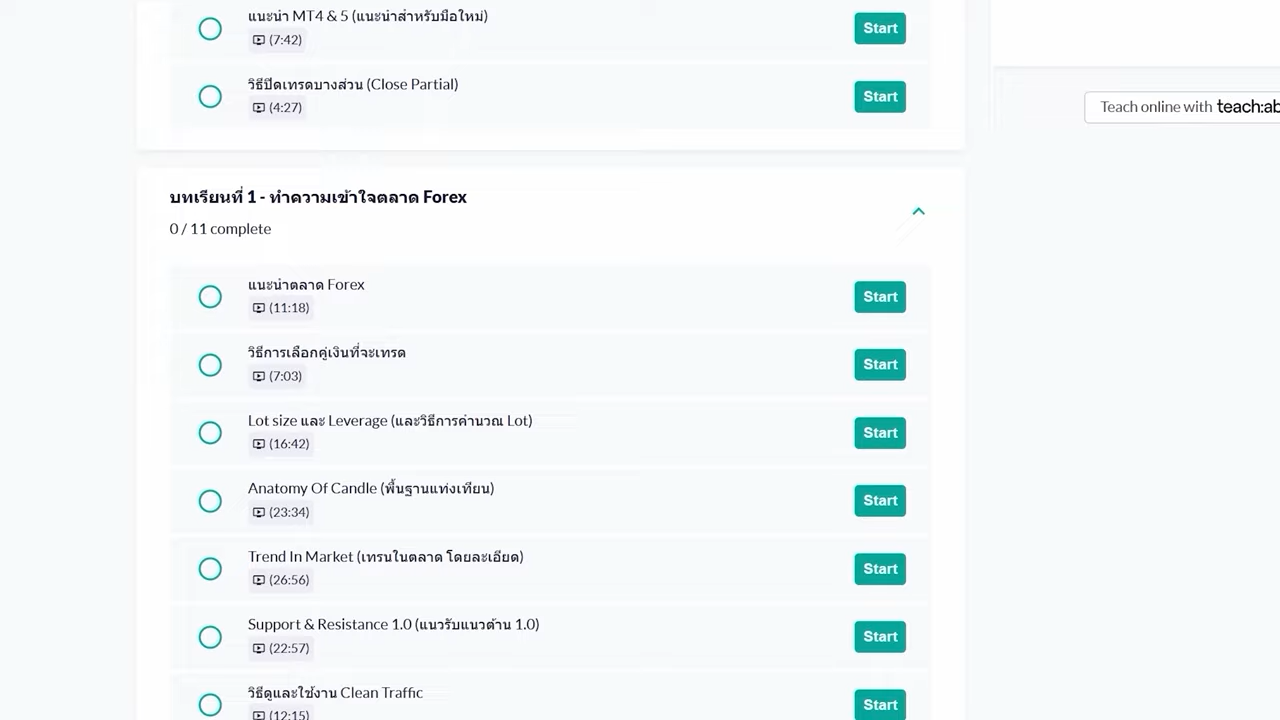 แนะนำ MT4 & 5 (แนะนำสำหรับมือใหม่)
Start
(7:42)
วิธีปิดเทรดบางส่วน (Close Partial)
Start
(4:27)
Teach online with teach:ab
บทเรียนที่ 1 - ทำความเข้าใจตลาด Forex
0 / 11 complete
แนะนำตลาด Forex
Start
(11:18)
วิธีการเลือกคู่เงินที่จะเทรด
Start
(7:03)
Lot size และ Leverage (และวิธีการคำนวณ Lot)
Start
(16:42)
Anatomy Of Candle (พื้นฐานแท่งเทียน)
Start
(23:34)
Trend In Market (เทรนในตลาด โดยละเอียด)
Start
(26:56)
Support & Resistance 1.0 (แนวรับแนวต้าน 1.0)
Start
(22:57)
วิธีดูและใช้งาน Clean Traffic
Start
(12:15)